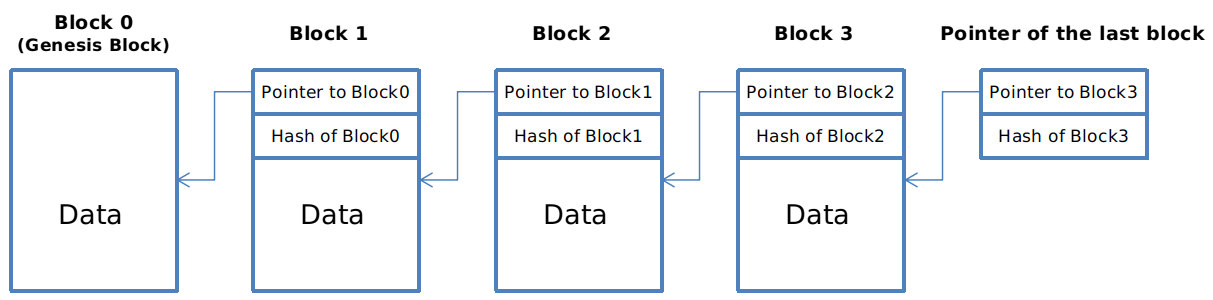 Block 0
(Genesis Block)
Data
Block 1
Pointer to Block0
Hash of Block0
Data
Block 2
Pointer to Block1
Hash of Block1
Data
Block 3
Pointer to Block2
Hash of Block2
Data
Pointer of the last block
Pointer to Block3
Hash of Block3